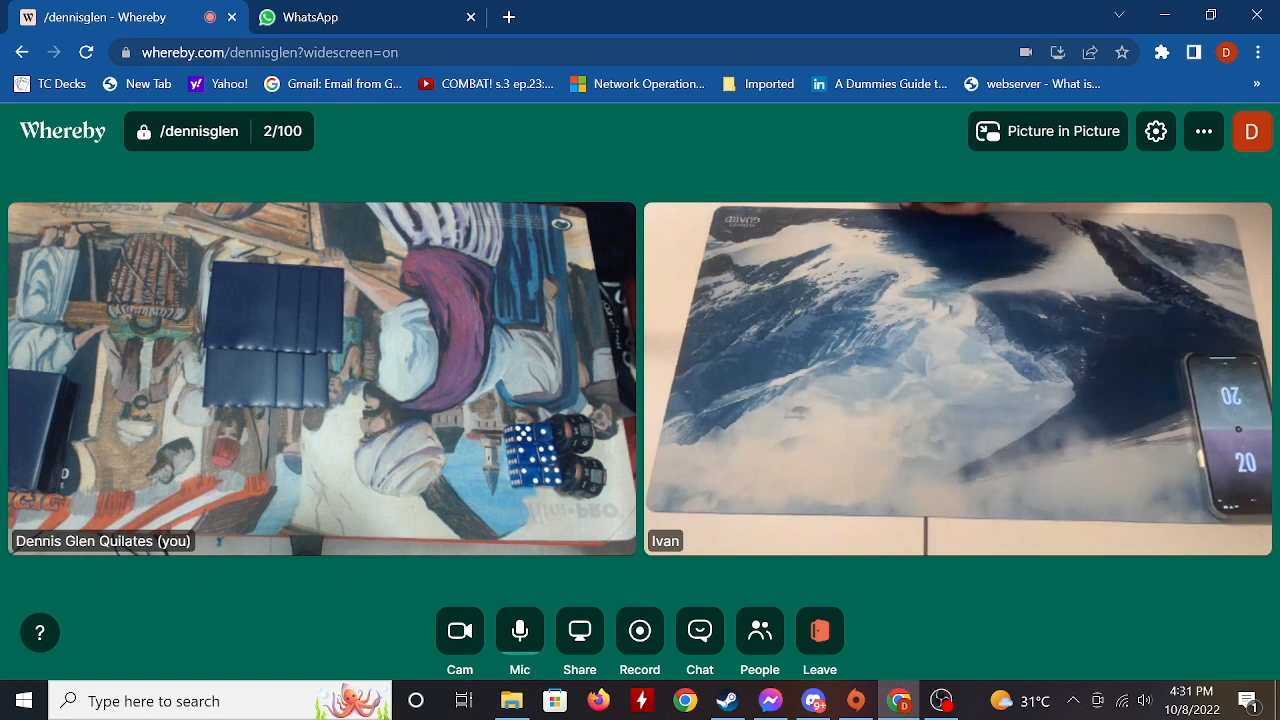 /dennisglen - Whereby
WhatsApp
whereby.com/dennisglen?widescreen=on
D
TC Decks
New Tab
Yahoo!
Gmail: Email from G...
COMBAT! s.3 ep.23:...
Network Operation...
Imported
A Dummies Guide t...
webserver - What is...
»
Whereby
/dennisglen
2/100
Picture in Picture
D
20
20
Dennis Glen Quilates (you)
Ivan
?
Cam
Mic
Share
Record
Chat
People
Leave
Type here to search
9+
D
31°C
4:31 PM
10/8/2022
1